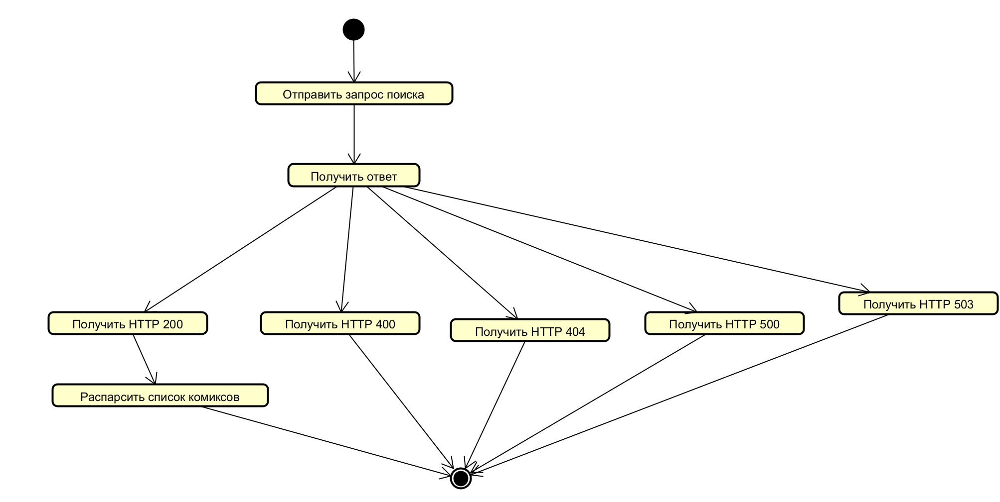 Отправить запрос поиска
Получить ответ
Получить HTTP 200
Получить HTTP 400
Получить HTTP 404
Получить HTTP 500
Получить HTTP 503
Распарсить список комиксов